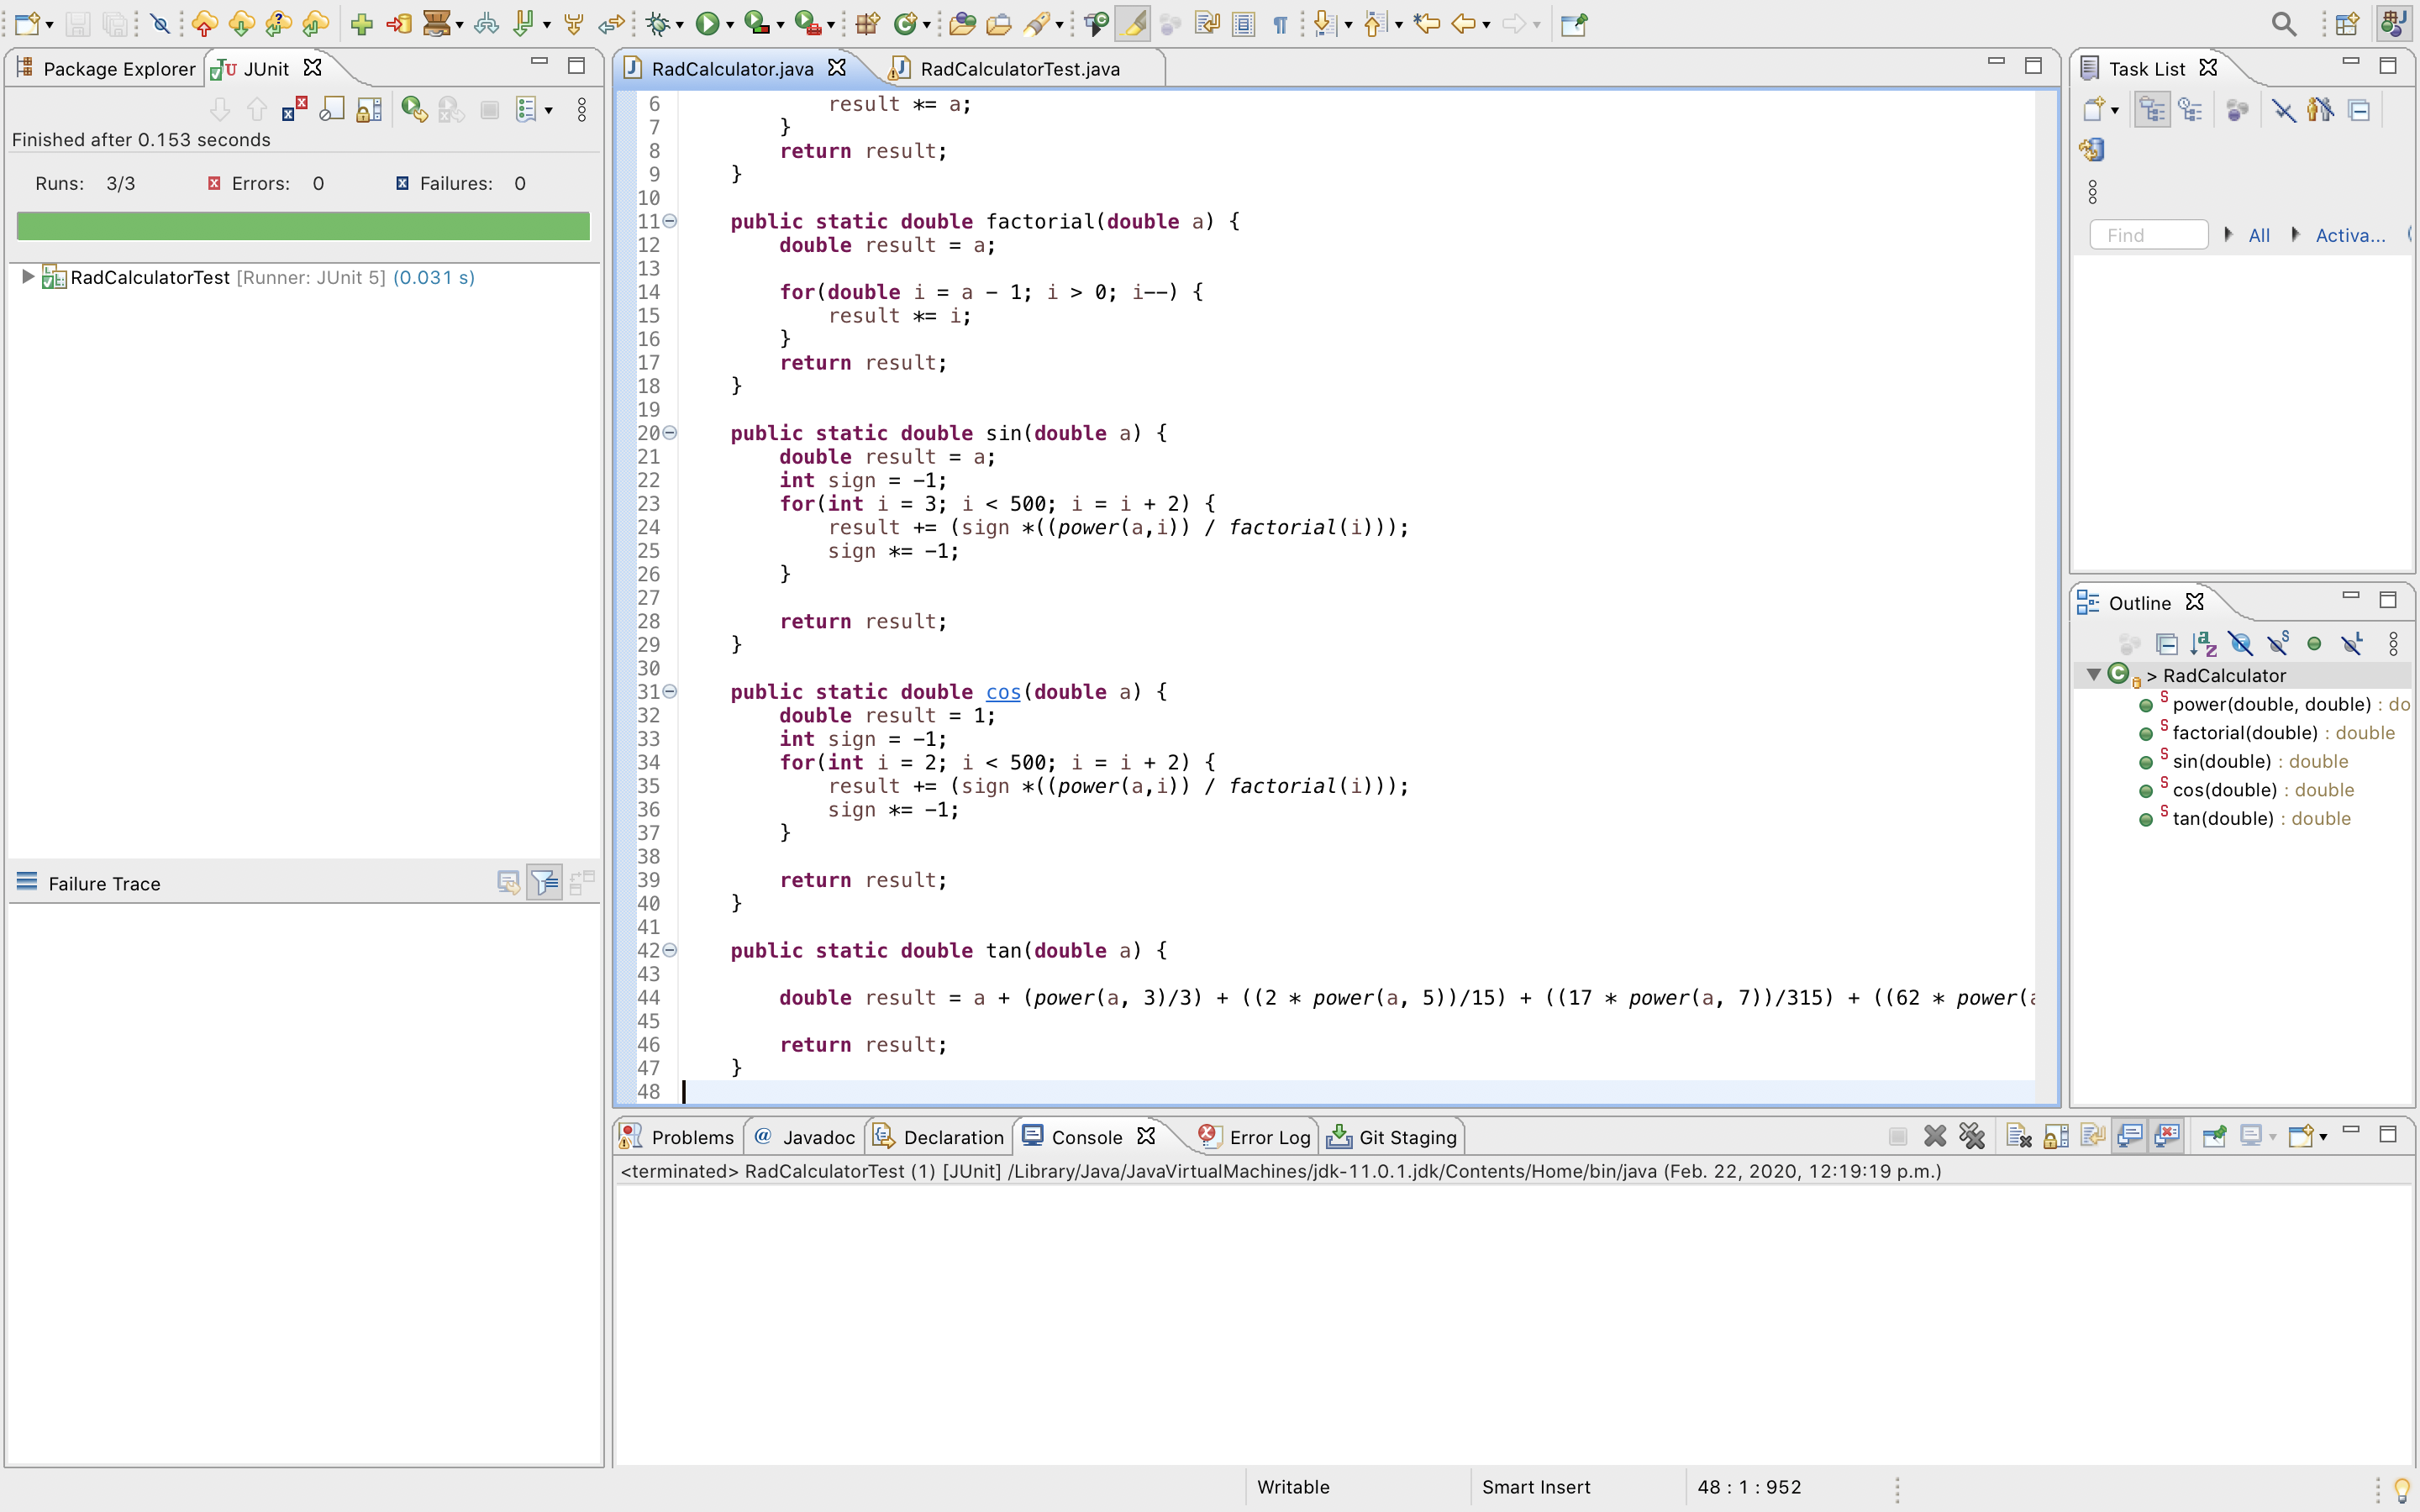 Package Explorer
JUnit
Finished after 0.153 seconds
Runs: 3/3
Errors: 0
Failures: 0
RadCalculatorTest [Runner: JUnit 5] (0.031 s)
Failure Trace
RadCalculator.java
RadCalculatorTest.java
6 result *= a;
7 }
8 return result;
9 }
10
11 public static double factorial(double a) {
12 double result = a;
13
14 for(double i = a - 1; i > 0; i--) {
15 result *= i;
16 }
17 return result;
18 }
19
20 public static double sin(double a) {
21 double result = a;
22 int sign = -1;
23 for(int i = 3; i < 500; i = i + 2) {
24 result += (sign *((power(a,i)) / factorial(i)));
25 sign *= -1;
26 }
27
28 return result;
29 }
30
31 public static double cos(double a) {
32 double result = 1;
33 int sign = -1;
34 for(int i = 2; i < 500; i = i + 2) {
35 result += (sign *((power(a,i)) / factorial(i)));
36 sign *= -1;
37 }
38
39 return result;
40 }
41
42 public static double tan(double a) {
43
44 double result = a + (power(a, 3)/3) + ((2 * power(a, 5))/15) + ((17 * power(a, 7))/315) + ((62 * power(a
45
46 return result;
47 }
48
Task List
Find
All
Activa...
Outline
> RadCalculator
power(double, double) : do
factorial(double) : double
sin(double) : double
cos(double) : double
tan(double) : double
Problems
Javadoc
Declaration
Console
Error Log
Git Staging
<terminated> RadCalculatorTest (1) [JUnit] /Library/Java/JavaVirtualMachines/jdk-11.0.1.jdk/Contents/Home/bin/java (Feb. 22, 2020, 12:19:19 p.m.)
Writable
Smart Insert
48 : 1 : 952